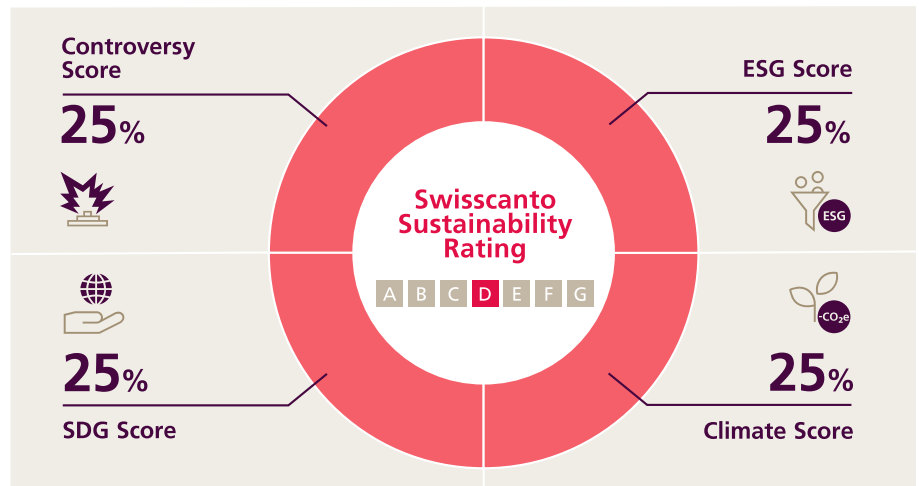 Controversy
Score
25%
ESG Score
25%
ESG
Swisscanto
Sustainability
Rating
A B C D E F G
25%
SDG Score
-CO₂e
25%
Climate Score